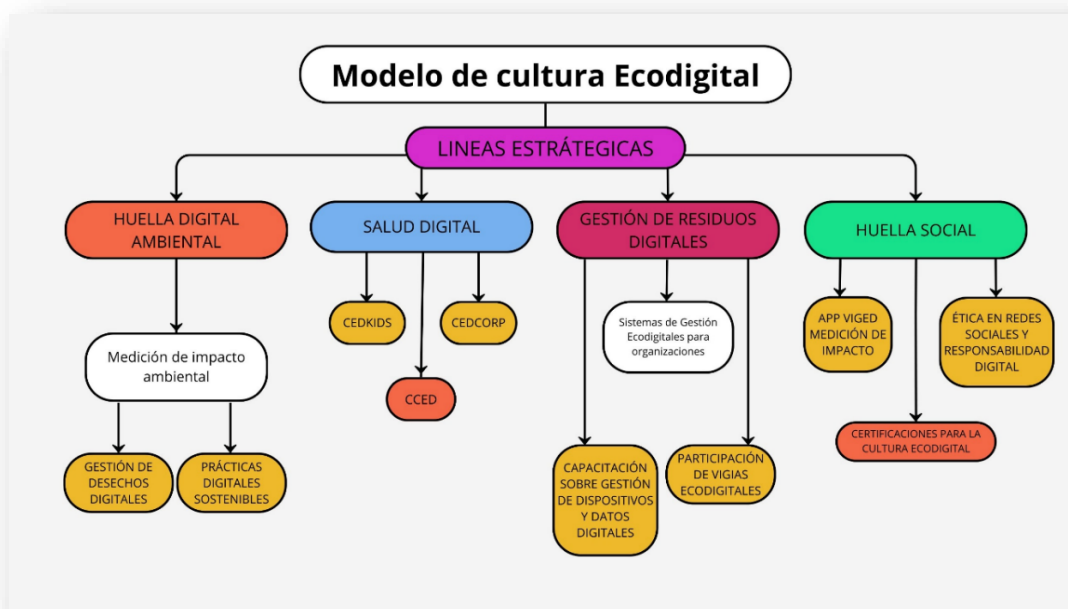 Modelo de cultura Ecodigital
LINEAS ESTRÁTEGICAS
HUELLA DIGITAL
AMBIENTAL
SALUD DIGITAL
GESTIÓN DE RESIDUOS
DIGITALES
HUELLA SOCIAL
Medición de impacto
ambiental
GESTIÓN DE
DESECHOS
DIGITALES
PRÁCTICAS
DIGITALES
SOSTENIBLES
CEDKIDS
CCED
CEDCORP
Sistemas de Gestión
Ecodigitales para
organizaciones
CAPACITACIÓN
SOBRE GESTIÓN
DE DISPOSITIVOS
Y DATOS
DIGITALES
PARTICIPACIÓN
DE VIGIAS
ECODIGITALES
APP VIGED
MEDICIÓN DE
IMPACTO
CERTIFICACIONES PARA LA
CULTURA ECODIGITAL
ÉTICA EN REDES
SOCIALES Y
RESPONSABILIDAD
DIGITAL